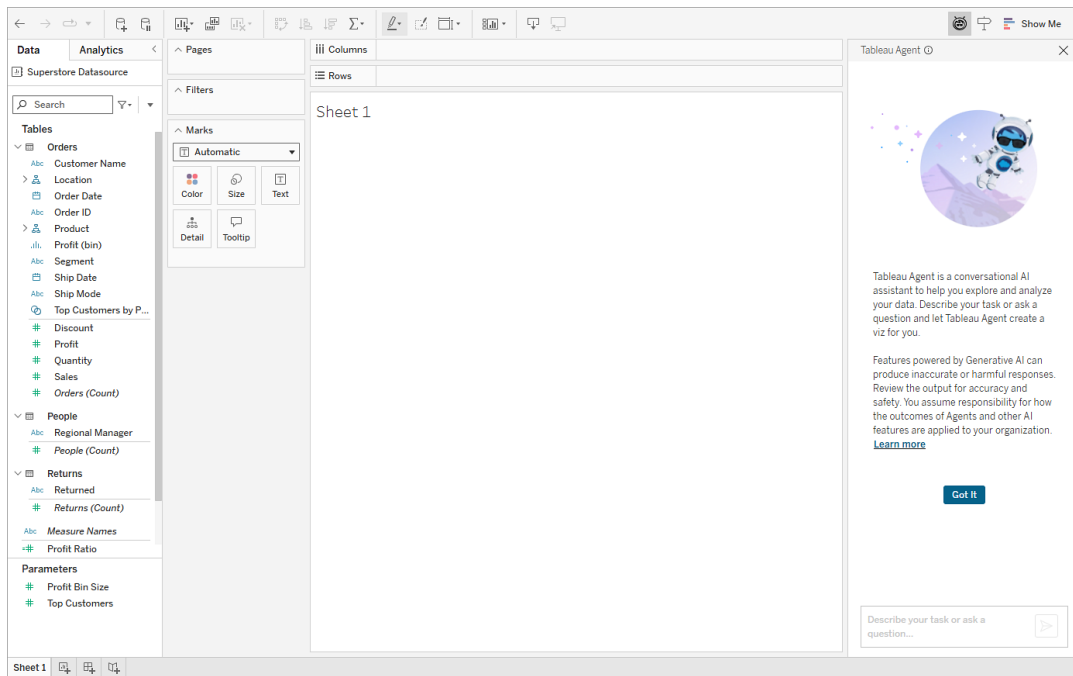 Show Me
Data
Analytics
Superstore Datasource
Search
Tables
Orders
Abc Customer Name
Location
Order Date
Abc Order ID
Product
Profit (bin)
Abc Segment
Ship Date
Abc Ship Mode
Top Customers by P...
# Discount
# Profit
# Quantity
# Sales
# Orders (Count)
People
Abc Regional Manager
# People (Count)
Returns
Abc Returned
# Returns (Count)
Abc Measure Names
=# Profit Ratio
Parameters
# Profit Bin Size
# Top Customers
Pages
Filters
Marks
T Automatic
Color
Size
T
Text
Detail
Tooltip
Columns
Rows
Sheet 1
Tableau Agent
Tableau Agent is a conversational AI
assistant to help you explore and analyze
your data. Describe your task or ask a
question and let Tableau Agent create a
viz for you.
Features powered by Generative AI can
produce inaccurate or harmful responses.
Review the output for accuracy and
safety. You assume responsibility for how
the outcomes of Agents and other AI
features are applied to your organization.
Learn more
Got It
Describe your task or ask a
question...
Sheet 1